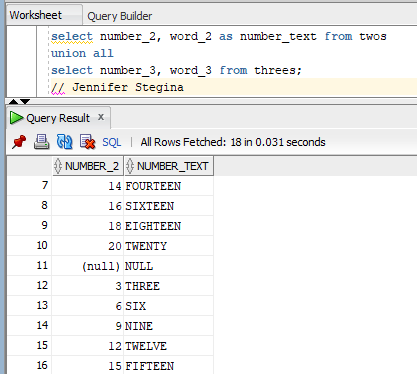 Worksheet Query Builder
select number_2, word_2 as number_text from twos
union all
select number_3, word_3 from threes;
// Jennifer Stegina
Query Result x
SQL | All Rows Fetched: 18 in 0.031 seconds
NUMBER_2 NUMBER_TEXT
7 14 FOURTEEN
8 16 SIXTEEN
9 18 EIGHTEEN
10 20 TWENTY
11 (null) NULL
12 3 THREE
13 6 SIX
14 9 NINE
15 12 TWELVE
16 15 FIFTEEN